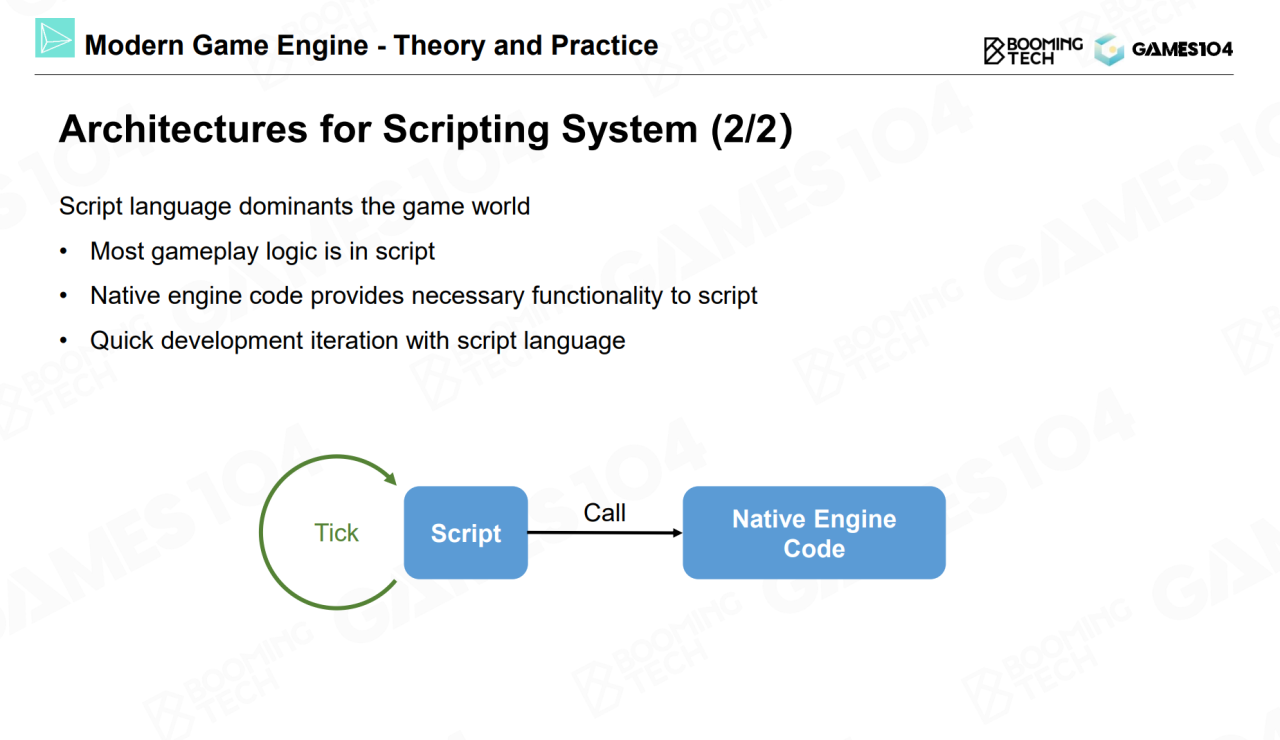 Modern Game Engine - Theory and Practice
BOOMING
TECH
GAMES104
Architectures for Scripting System (2/2)
Script language dominants the game world
• Most gameplay logic is in script
• Native engine code provides necessary functionality to script
• Quick development iteration with script language
Tick
Script
Call
Native Engine
Code